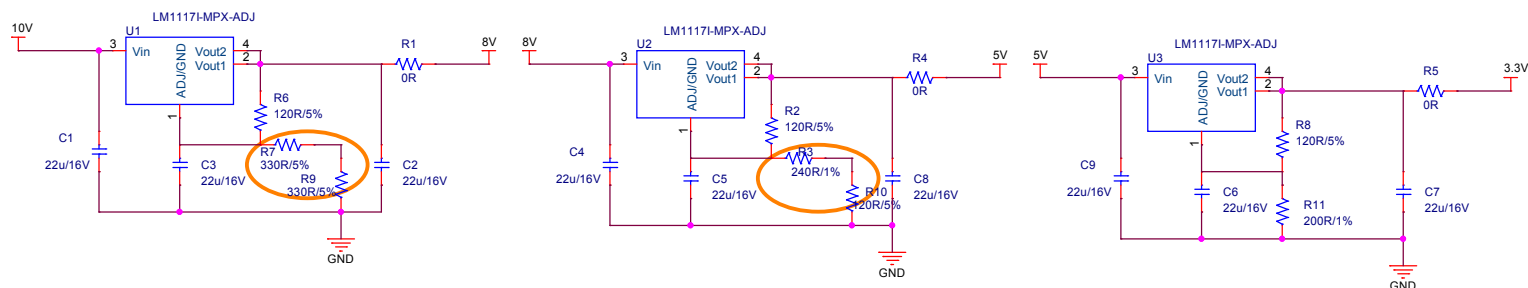 LM1117I-MPX-ADJ
10V
U1
3
Vin
ADJ/GND
Vout2
Vout1
4
2
1
R1
0R
8V
R6
120R/5%
R7
330R/5%
R9
330R/5%
C1
22u/16V
C3
22u/16V
C2
22u/16V
GND
LM1117I-MPX-ADJ
8V
U2
3
Vin
ADJ/GND
Vout2
Vout1
4
2
1
R4
0R
5V
R2
120R/5%
R3
240R/1%
R10
120R/5%
C4
22u/16V
C5
22u/16V
C8
22u/16V
GND
LM1117I-MPX-ADJ
5V
U3
3
Vin
ADJ/GND
Vout2
Vout1
4
2
1
R5
0R
3.3V
R8
120R/5%
R11
200R/1%
C9
22u/16V
C6
22u/16V
C7
22u/16V
GND